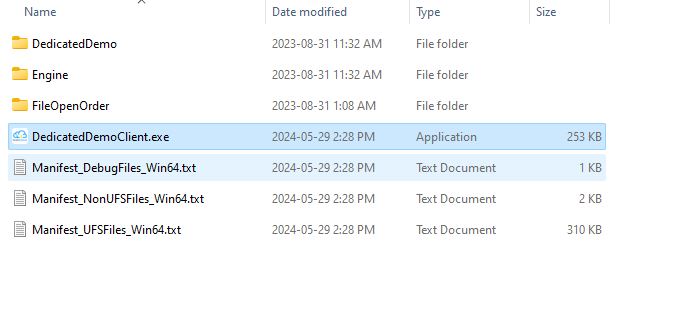 Name Date modified Type Size
DedicatedDemo 2023-08-31 11:32 AM File folder
Engine 2023-08-31 11:32 AM File folder
FileOpenOrder 2023-08-31 1:08 AM File folder
DedicatedDemoClient.exe 2024-05-29 2:28 PM Application 253 KB
Manifest_DebugFiles_Win64.txt 2024-05-29 2:28 PM Text Document 1 KB
Manifest_NonUFSFiles_Win64.txt 2024-05-29 2:28 PM Text Document 2 KB
Manifest_UFSFiles_Win64.txt 2024-05-29 2:28 PM Text Document 310 KB